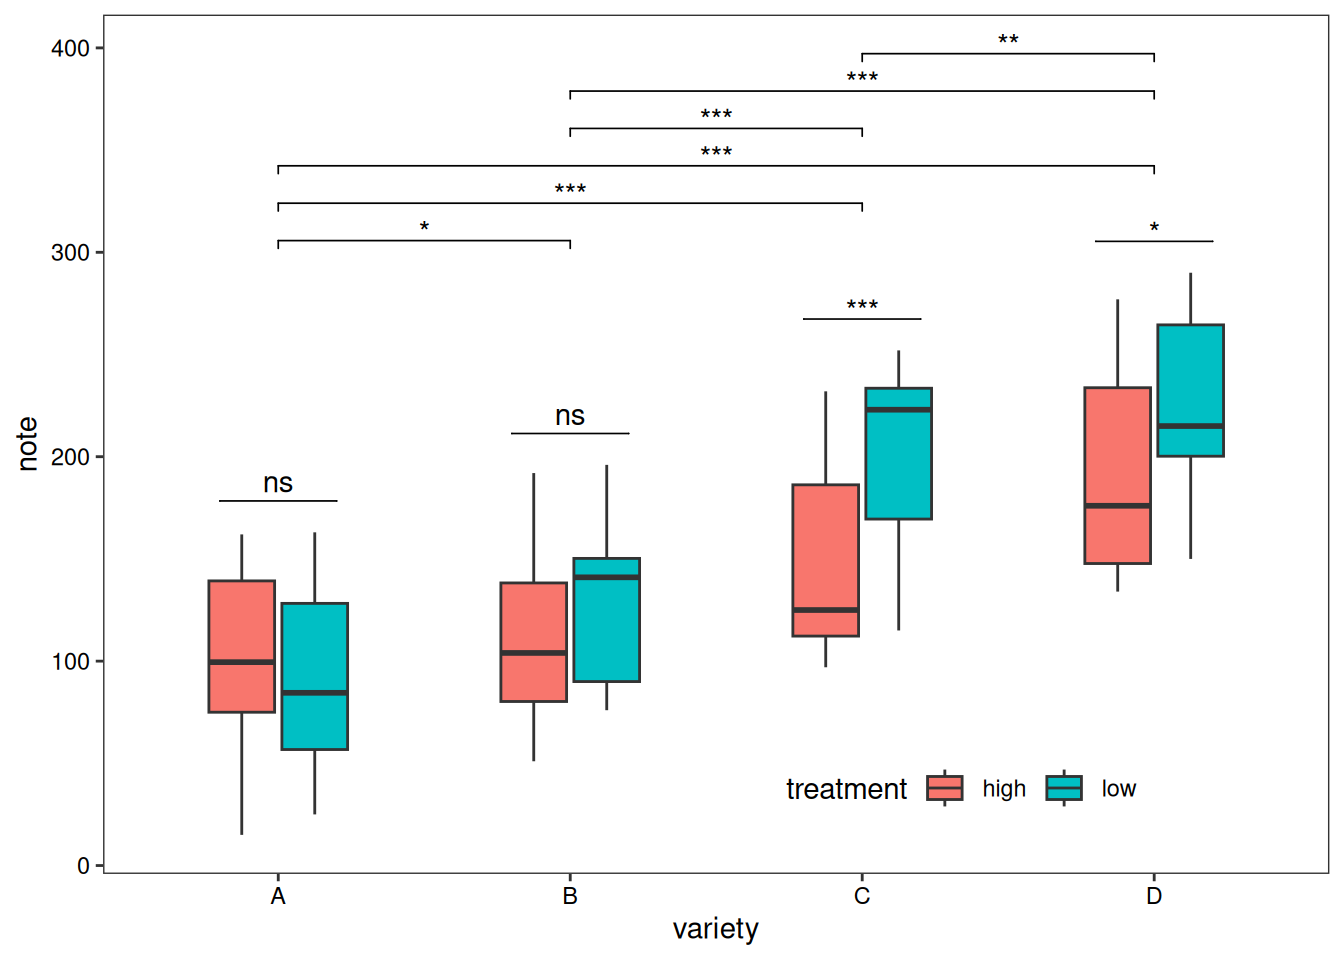 400
**
***
***
***
***
*
300
*
***
ns
200
ns
100
0
note
treatment high low
A B C D
variety